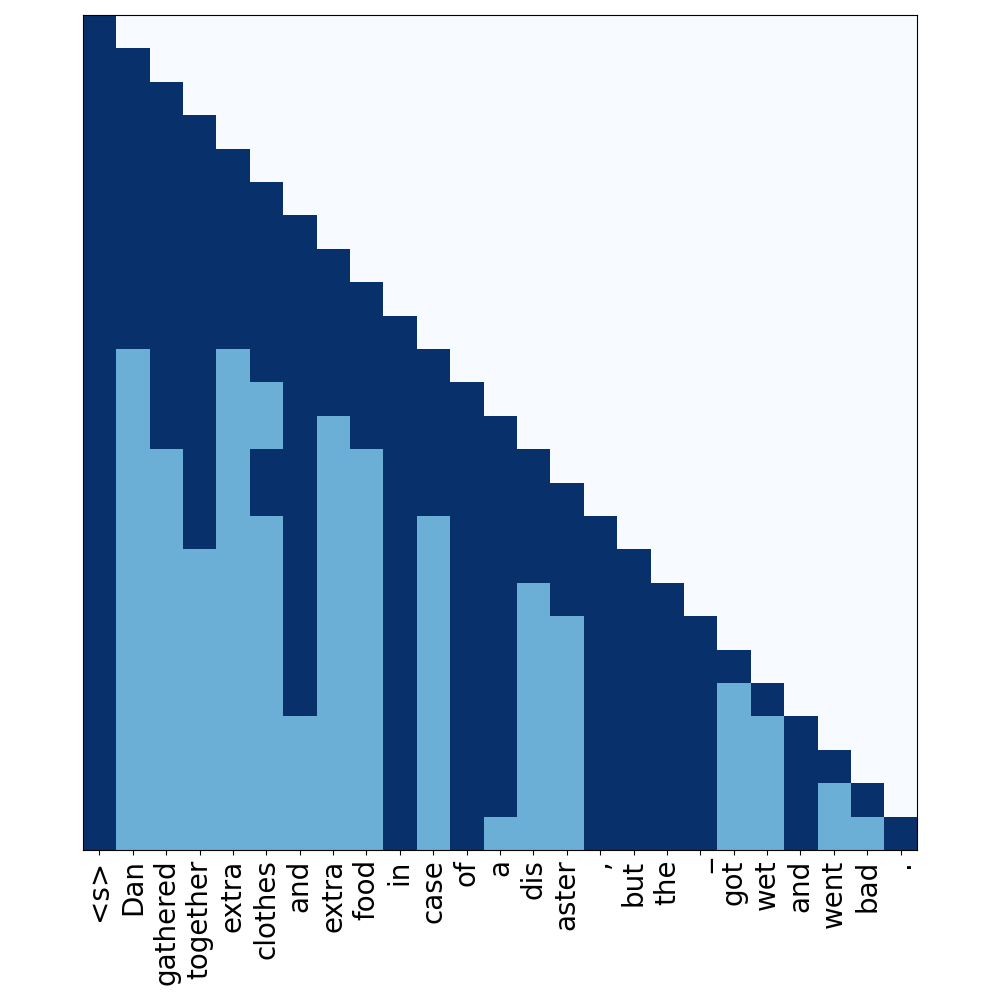 <s> Dan gathered together extra clothes and extra food in case of a dis aster , but the _ got wet and went bad .